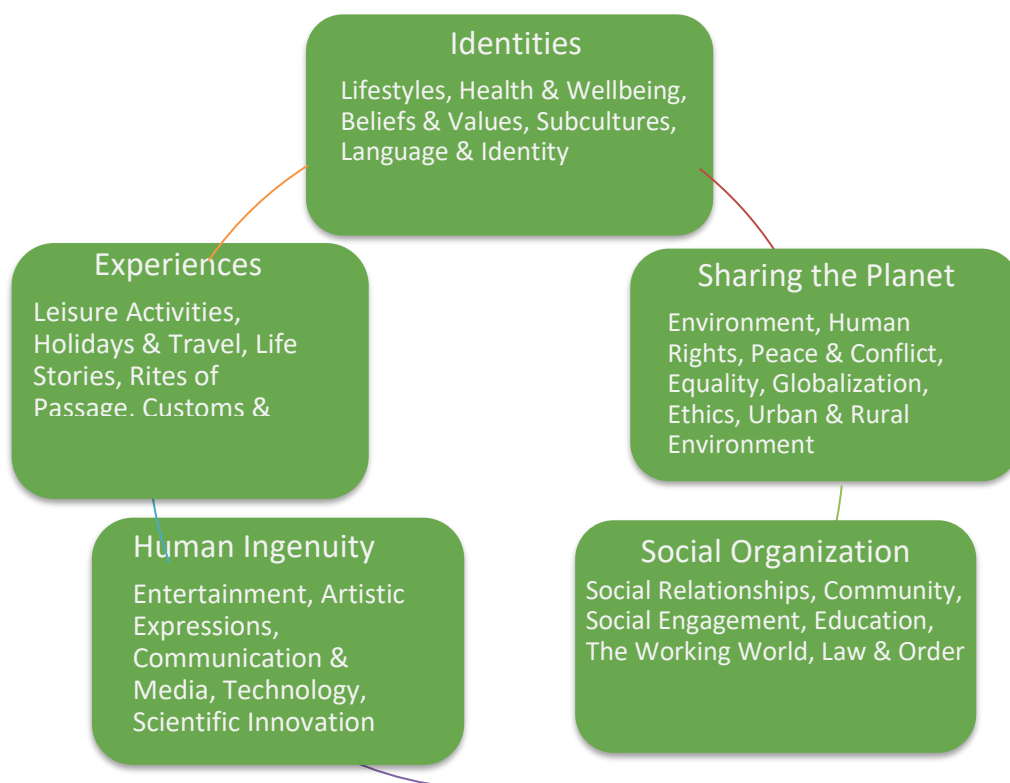 Identities
Lifestyles, Health & Wellbeing,
Beliefs & Values, Subcultures,
Language & Identity
Experiences
Leisure Activities,
Holidays & Travel, Life
Stories, Rites of
Passage, Customs &
Sharing the Planet
Environment, Human
Rights, Peace & Conflict,
Equality, Globalization,
Ethics, Urban & Rural
Environment
Human Ingenuity
Entertainment, Artistic
Expressions,
Communication &
Media, Technology,
Scientific Innovation
Social Organization
Social Relationships, Community,
Social Engagement, Education,
The Working World, Law & Order